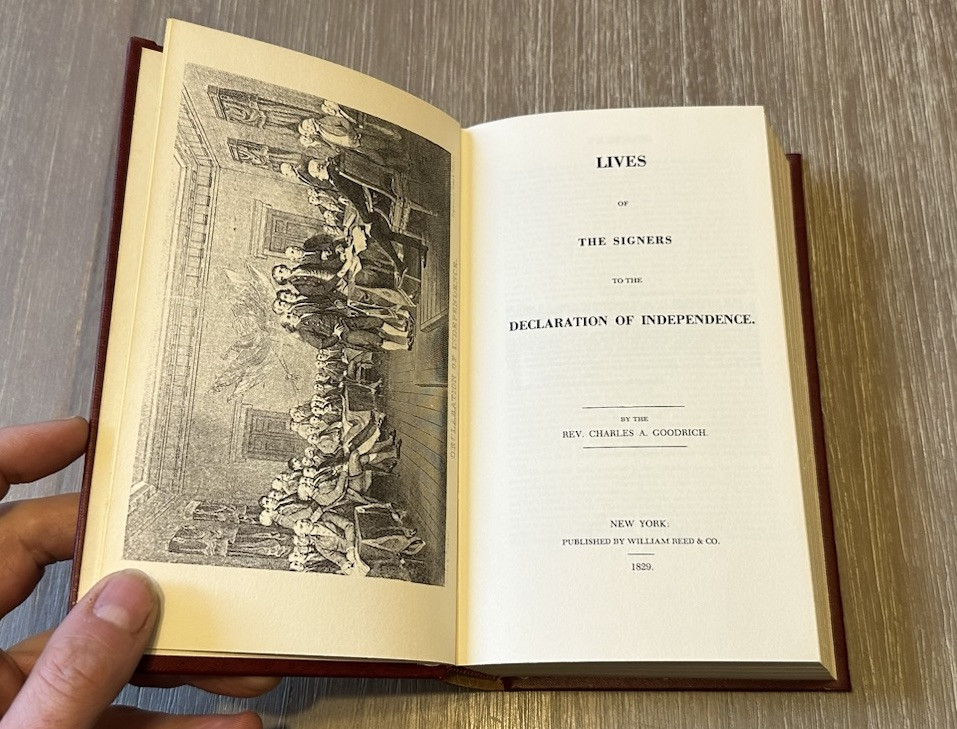 DECLARATION OF INDEPENDENCE.
LIVES
OF
THE SIGNERS
TO THE
DECLARATION OF INDEPENDENCE.
BY THE
REV. CHARLES A. GOODRICH.
NEW YORK:
PUBLISHED BY WILLIAM REED & CO.
1829.